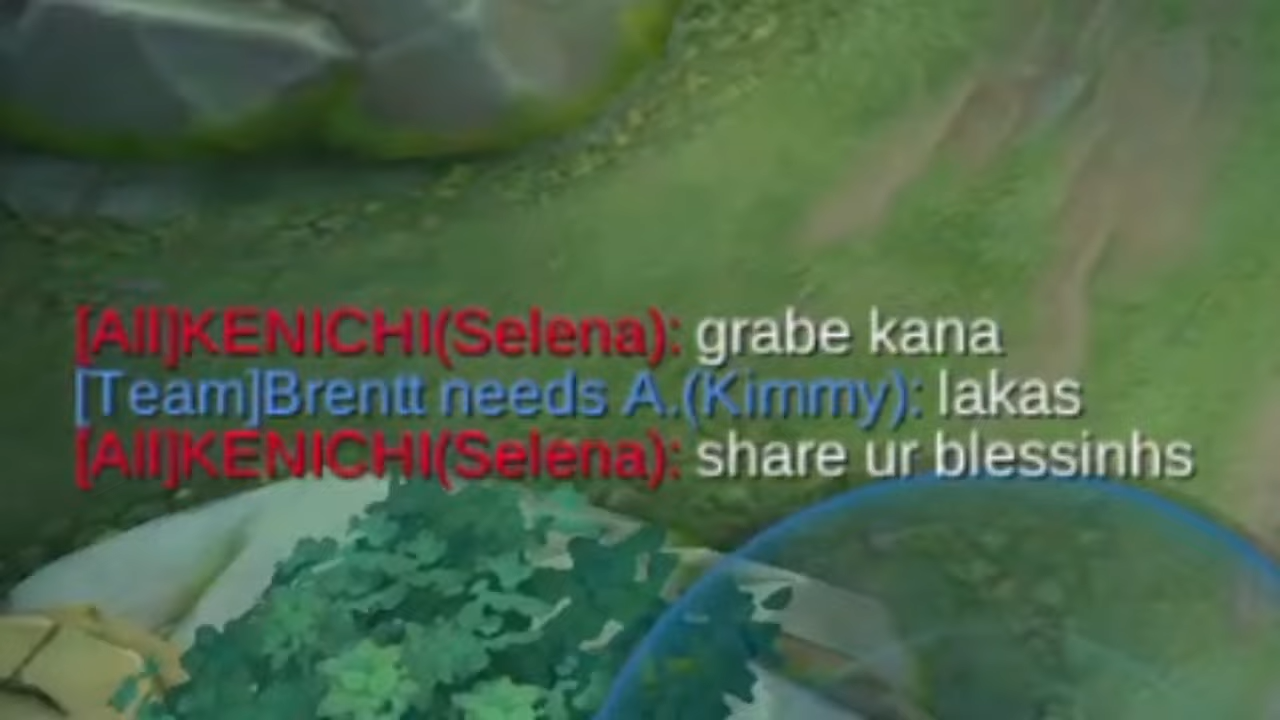 [All]KENICHI(Selena): grabe kana
[Team]Brentt needs A.(Kimmy): lakas
[All]KENICHI(Selena): share ur blessinhs